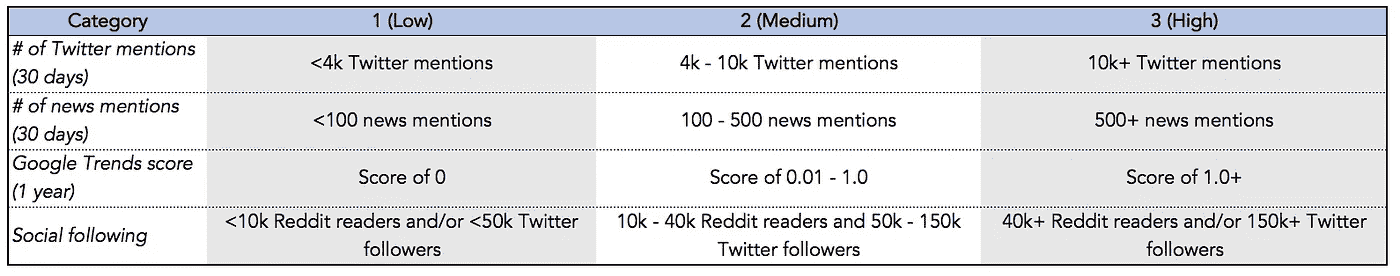 Category 1 (Low) 2 (Medium) 3 (High)
# of Twitter mentions
(30 days) <4k Twitter mentions 4k - 10k Twitter mentions 10k+ Twitter mentions
# of news mentions
(30 days) <100 news mentions 100 - 500 news mentions 500+ news mentions
Google Trends score
(1 year) Score of 0 Score of 0.01 - 1.0 Score of 1.0+
Social following <10k Reddit readers and/or <50k Twitter
followers 10k - 40k Reddit readers and 50k - 150k
Twitter followers 40k+ Reddit readers and/or 150k+ Twitter
followers